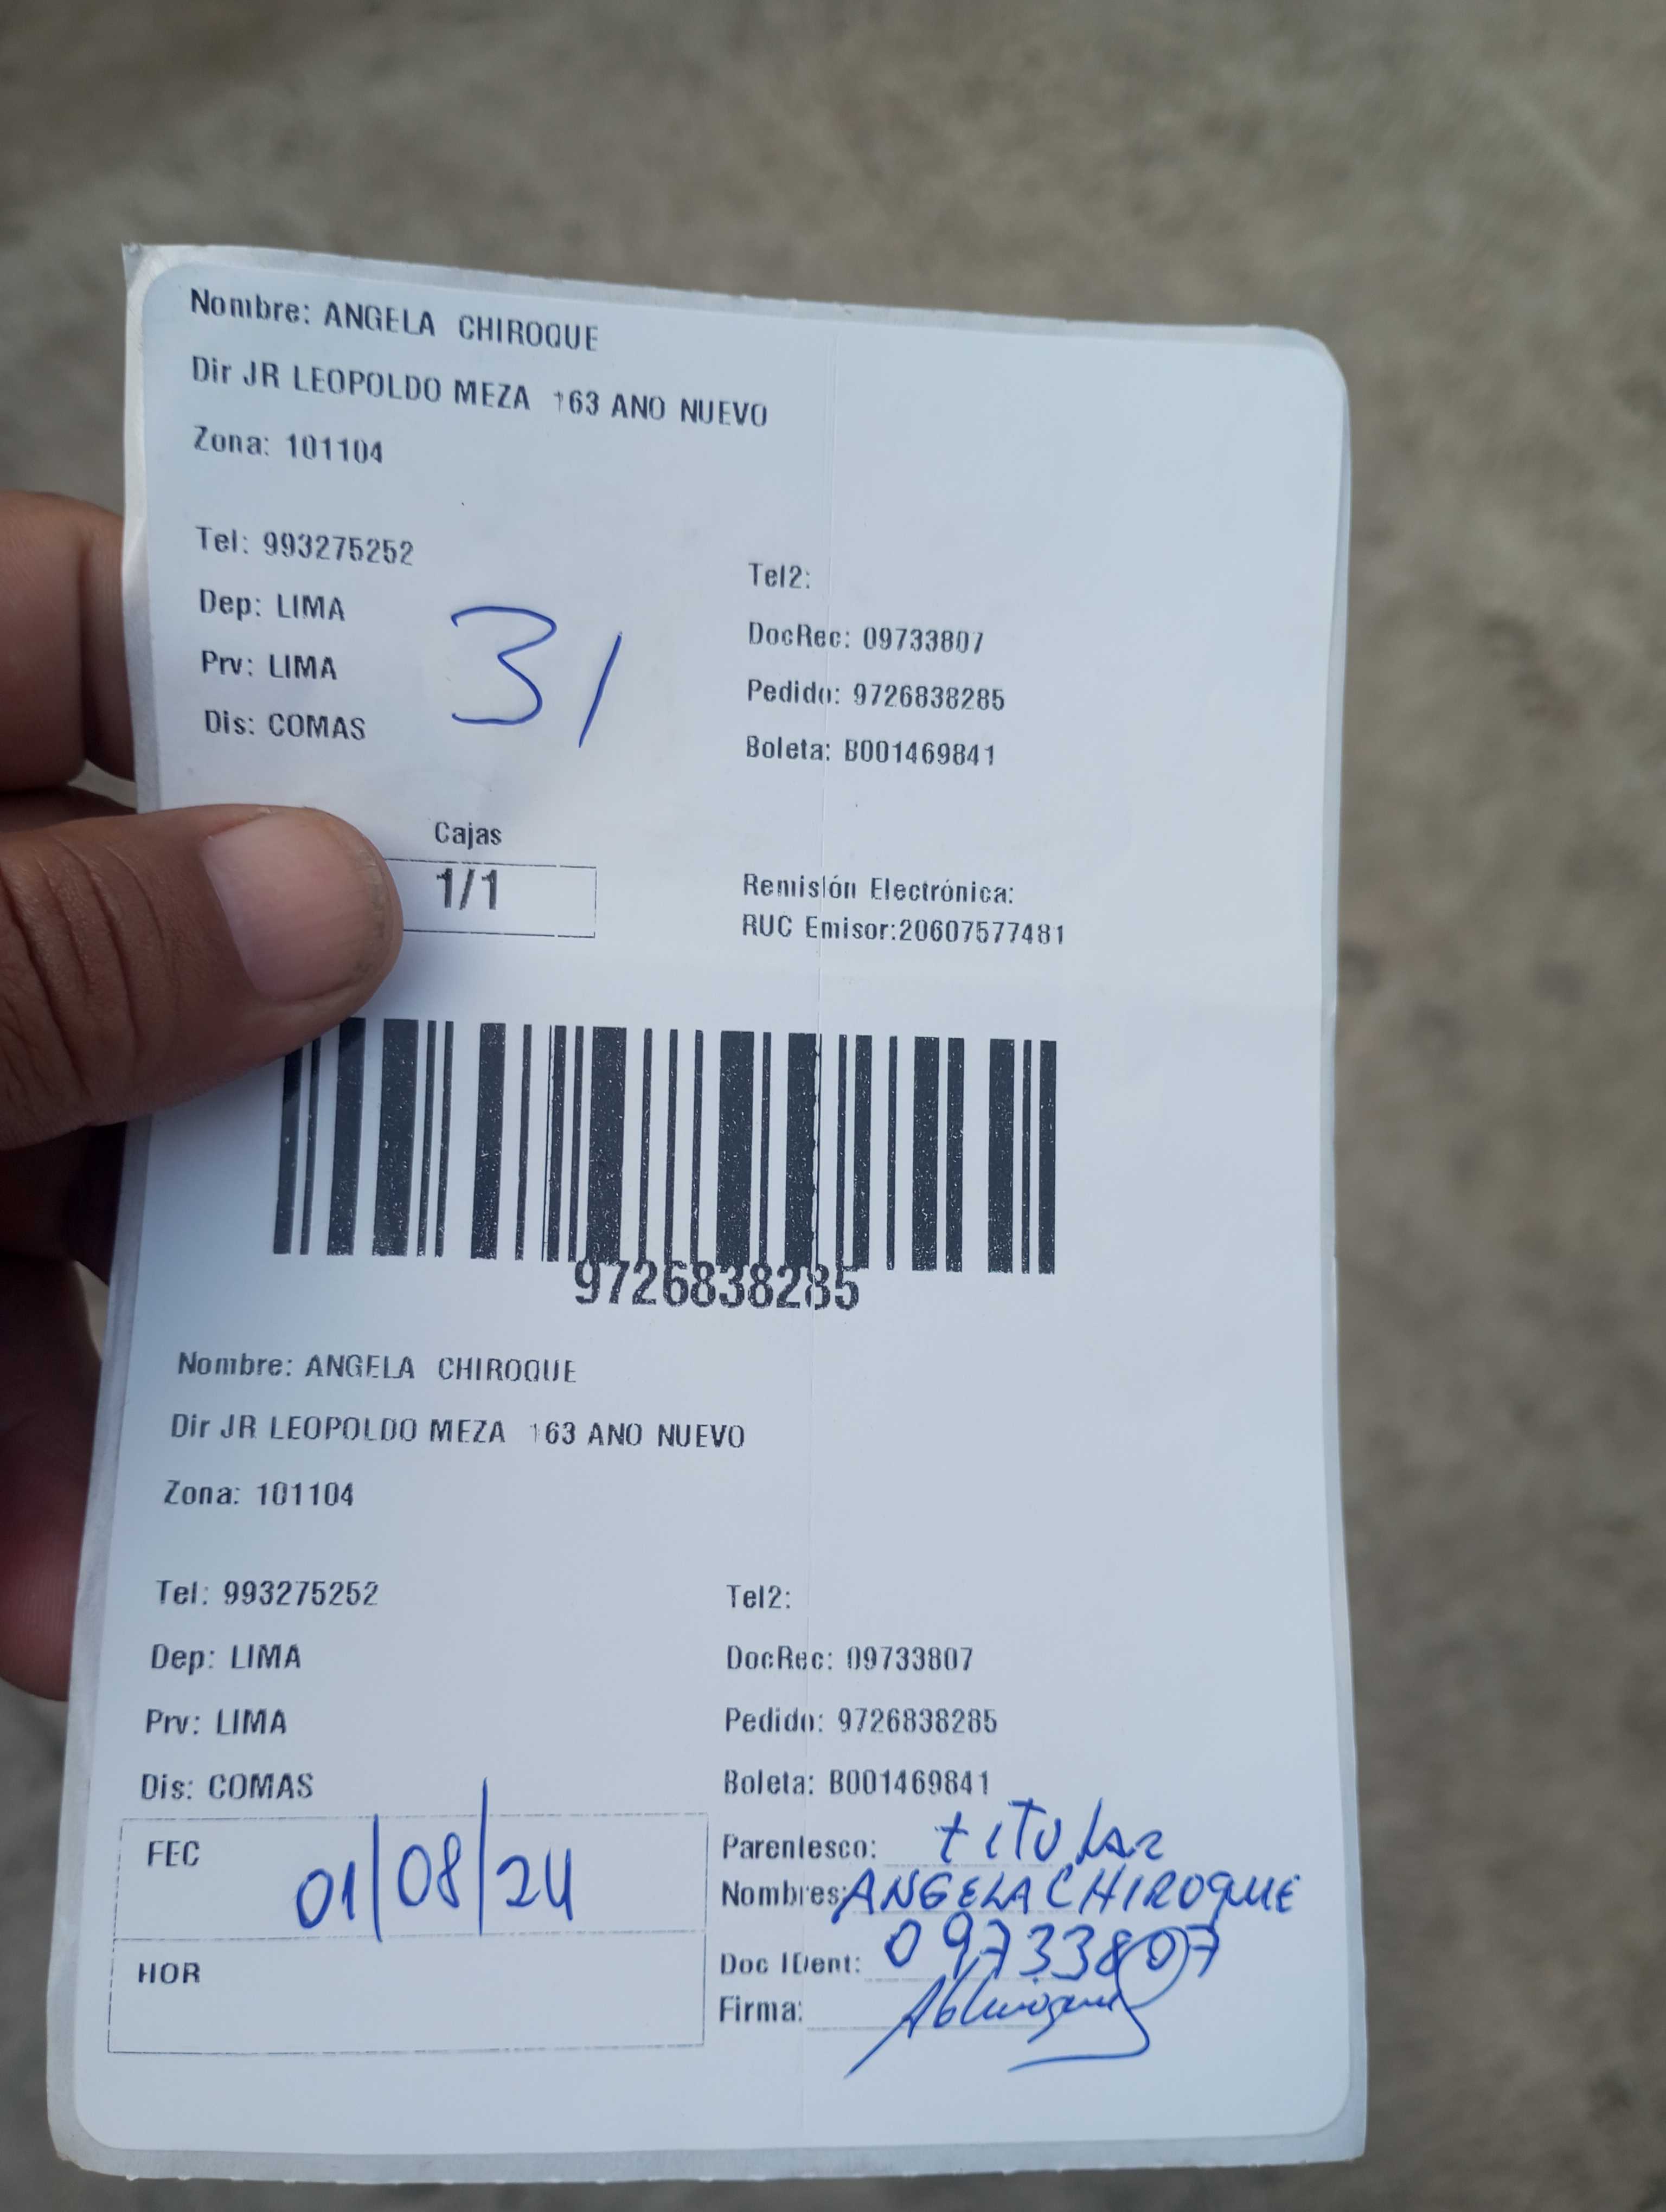 Nombre: ANGELA CHIROQUE
Dir JR LEOPOLDO MEZA 163 ANO NUEVO
Zona: 101104
Tel: 993275252
Tel2:
Dep: LIMA
DocRec: 09733807
Prv: LIMA
Pedido: 9726838285
Dis: COMAS
Boleta: B001469841
31
Cajas
1/1
Remisión Electrónica:
RUC Emisor:20607577481
9726838285
Nombre: ANGELA CHIROQUE
Dir JR LEOPOLDO MEZA 163 ANO NUEVO
Zona: 101104
Tel: 993275252
Tel2:
Dep: LIMA
DocRec: 09733807
Prv: LIMA
Pedido: 9726838285
Dis: COMAS
Boleta: B001469841
FEC 01/08/24
Parentesco: titular
Nombres: ANGELA CHIROQUE
HOR
Doc IDent: 09733807
Firma: